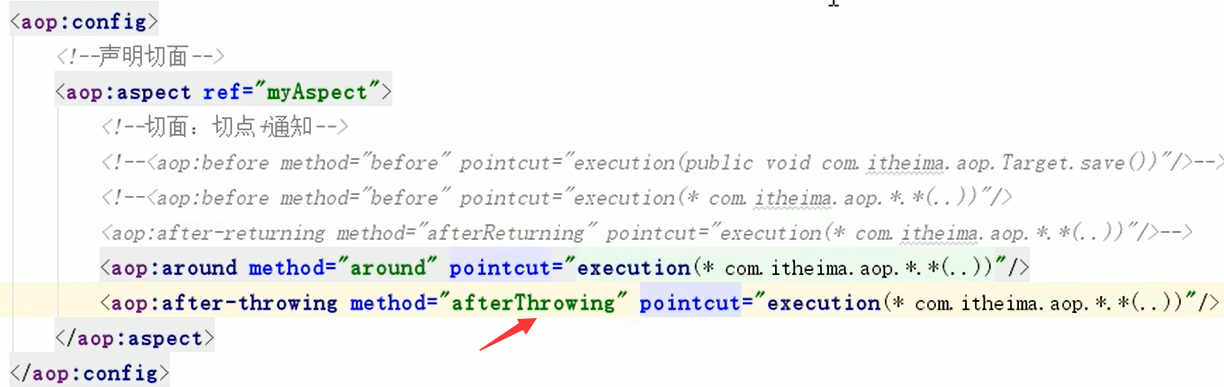 <aop:config>
<!--声明切面-->
<aop:aspect ref="myAspect">
<!--切面：切点+通知-->
<!--<aop:before method="before" pointcut="execution(public void com.itheima.aop.Target.save())"/>-->
<!--<aop:before method="before" pointcut="execution(* com.itheima.aop.*.*(..))"/>
<aop:after-returning method="afterReturning" pointcut="execution(* com.itheima.aop.*.*(..))"/>-->
<aop:around method="around" pointcut="execution(* com.itheima.aop.*.*(..))"/>
<aop:after-throwing method="afterThrowing" pointcut="execution(* com.itheima.aop.*.*(..))"/>
</aop:aspect>
</aop:config>